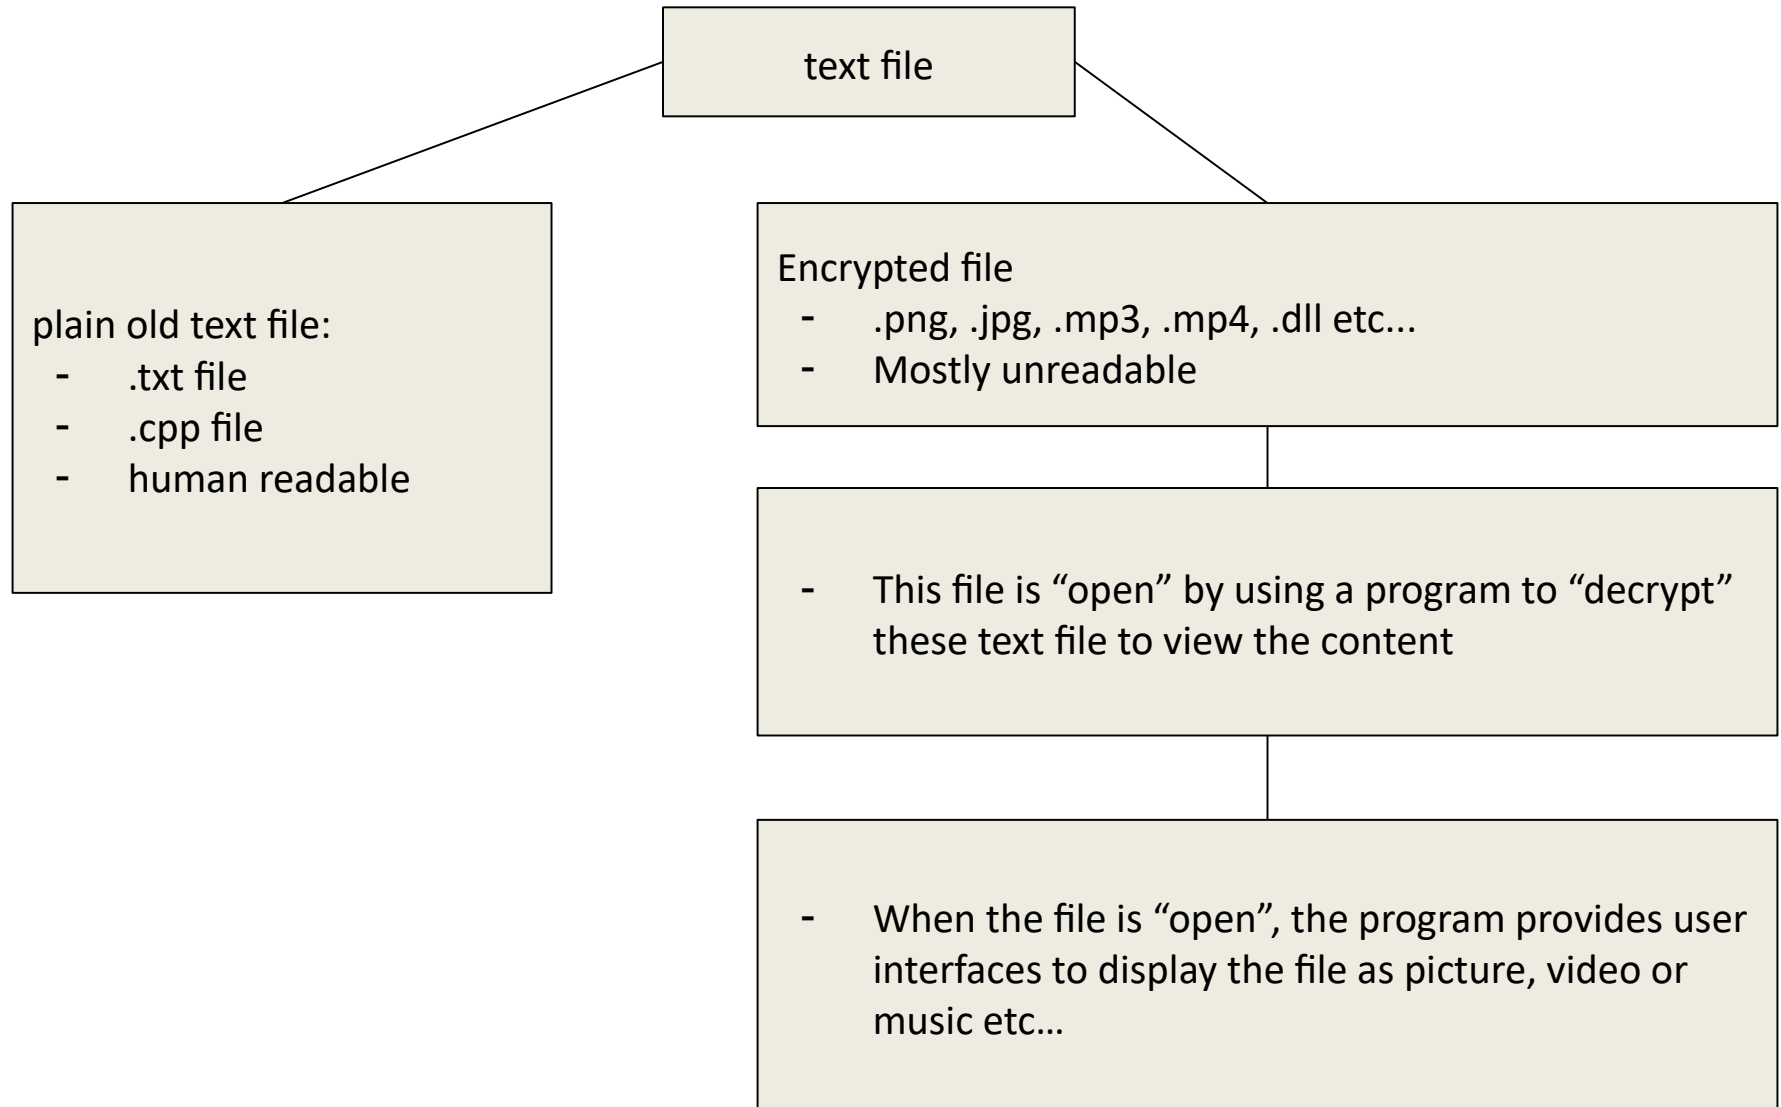 text file
plain old text file:
- .txt file
- .cpp file
- human readable
Encrypted file
- .png, .jpg, .mp3, .mp4, .dll etc...
- Mostly unreadable
- This file is “open” by using a program to “decrypt”
these text file to view the content
- When the file is “open”, the program provides user
interfaces to display the file as picture, video or
music etc…